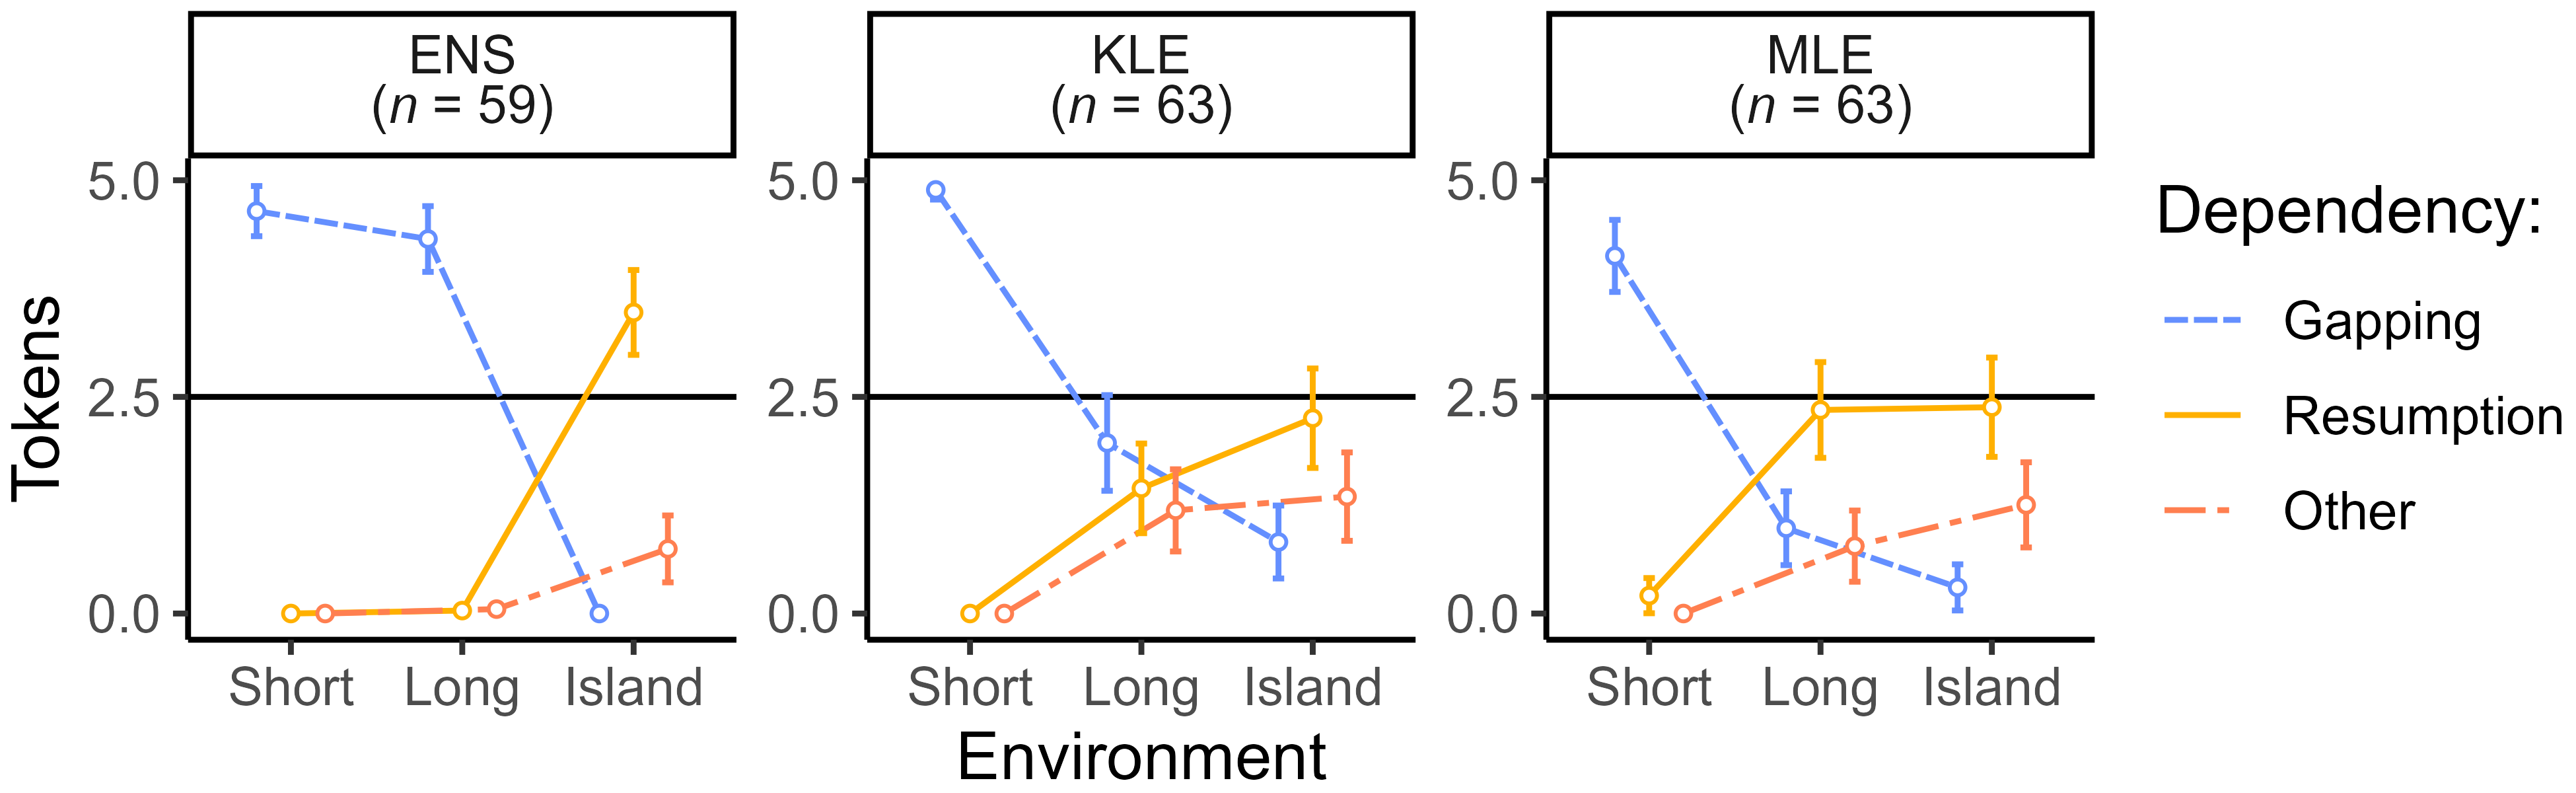 ENS
(n = 59)
KLE
(n = 63)
MLE
(n = 63)
Tokens
5.0
2.5
0.0
5.0
2.5
0.0
5.0
2.5
0.0
Short Long Island
Short Long Island
Short Long Island
Environment
Dependency:
Gapping
Resumption
Other